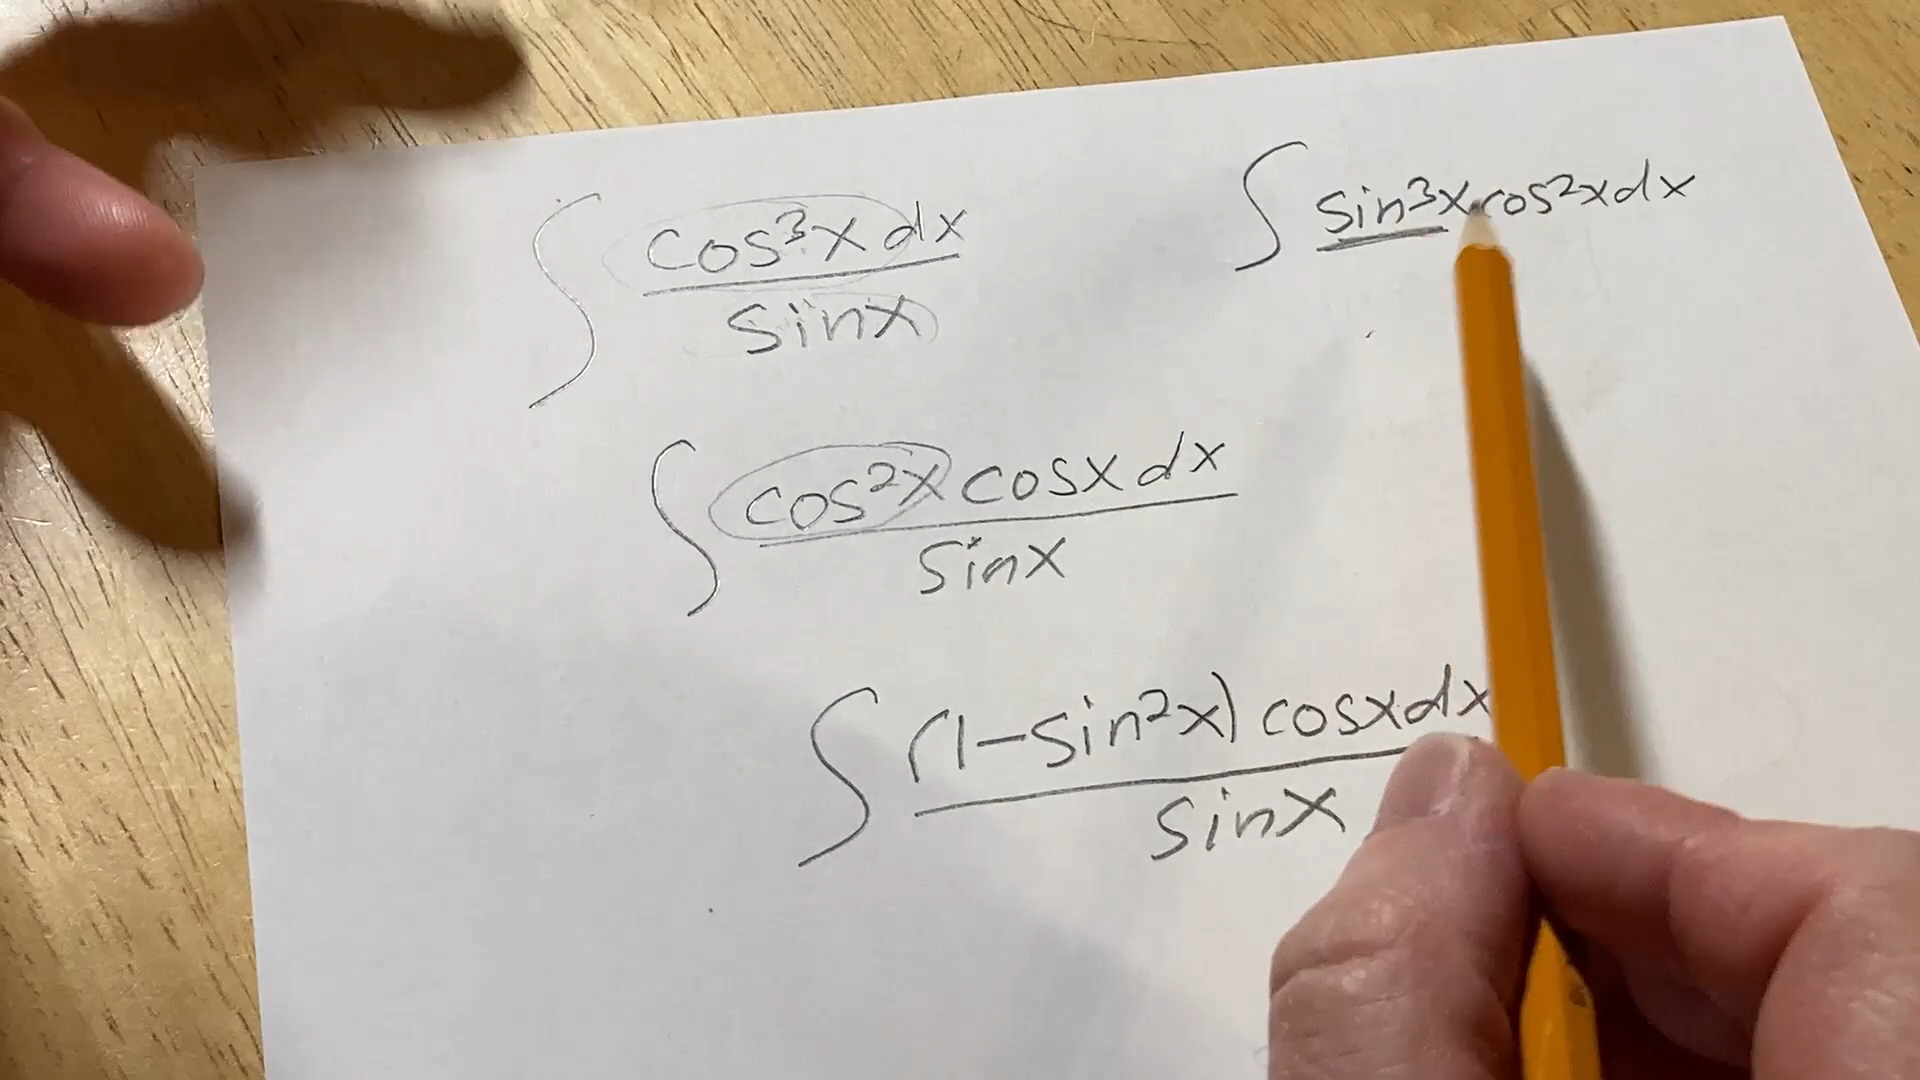 ∫ cos³x dx / sinx
∫ sin³x cos²x dx
∫ cos²x cosx dx / sinx
∫ (1-sin²x) cosx dx / sinx